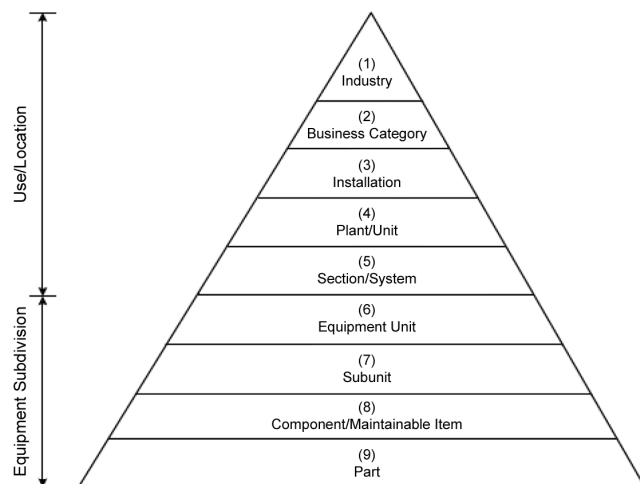 Use/Location
Equipment Subdivision
(1)
Industry
(2)
Business Category
(3)
Installation
(4)
Plant/Unit
(5)
Section/System
(6)
Equipment Unit
(7)
Subunit
(8)
Component/Maintainable Item
(9)
Part